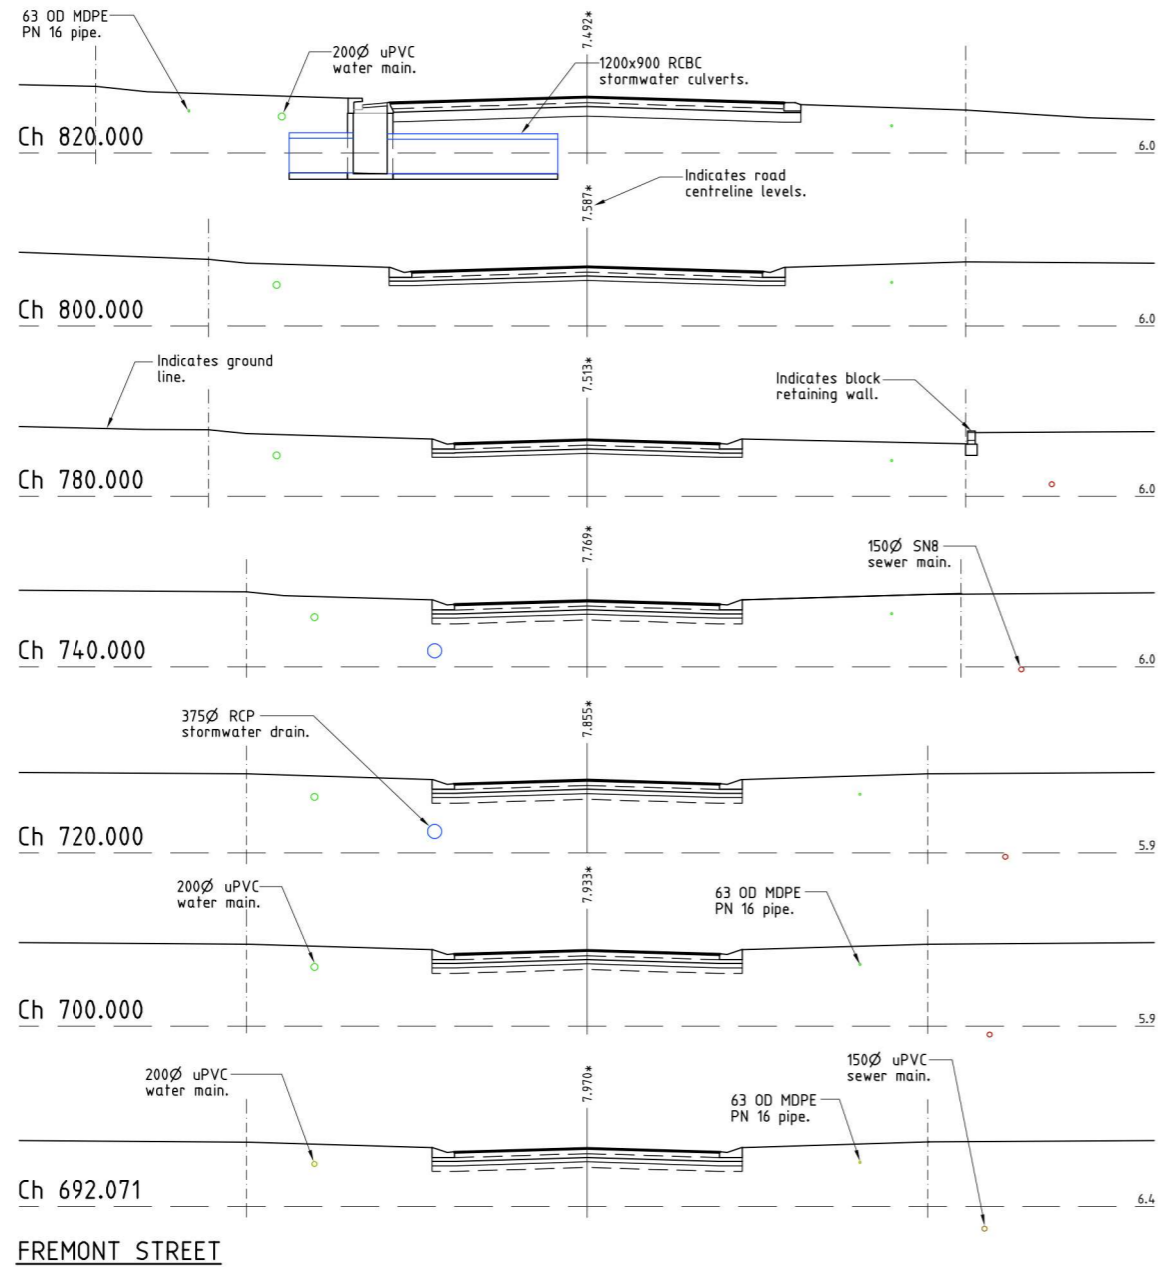 63 OD MDPE
PN 16 pipe.
200Ø uPVC
water main.
7.492*
1200x900 RCBC
stormwater culverts.
Ch 820.000
6.0
Indicates road
centreline levels.
7.587*
Ch 800.000
6.0
Indicates ground
line.
7.513*
Indicates block
retaining wall.
Ch 780.000
6.0
7.769*
150Ø SN8
sewer main.
Ch 740.000
6.0
375Ø RCP
stormwater drain.
7.855*
Ch 720.000
5.9
200Ø uPVC
water main.
7.933*
63 OD MDPE
PN 16 pipe.
Ch 700.000
5.9
200Ø uPVC
water main.
7.970*
63 OD MDPE
PN 16 pipe.
150Ø uPVC
sewer main.
Ch 692.071
6.4
FREMONT STREET